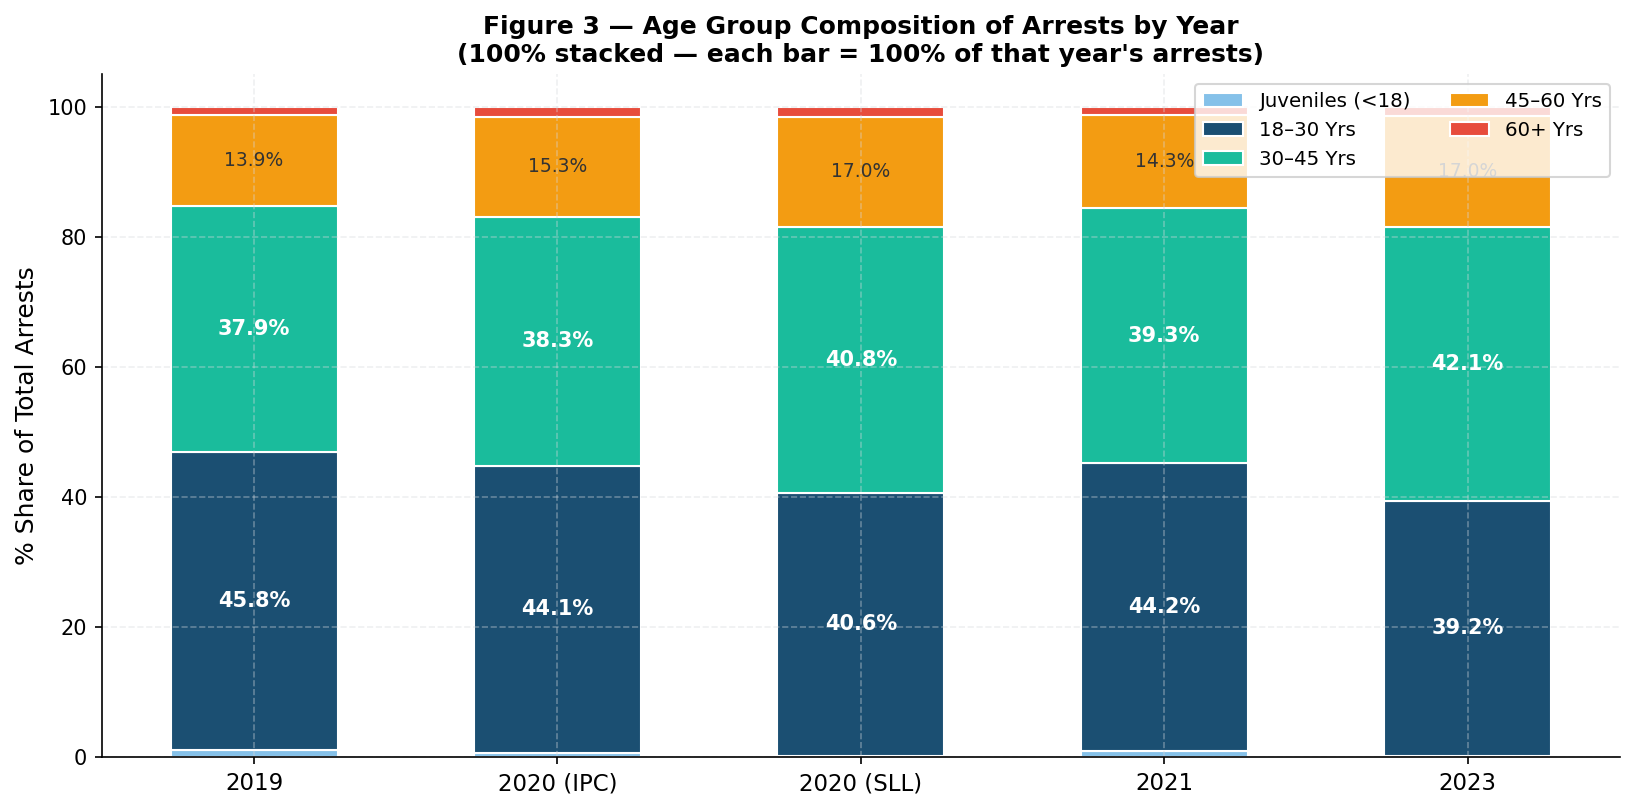 Figure 3 — Age Group Composition of Arrests by Year
(100% stacked — each bar = 100% of that year's arrests)
Juveniles (<18)
18–30 Yrs
30–45 Yrs
45–60 Yrs
60+ Yrs
% Share of Total Arrests
100
80
60
40
20
0
13.9%
15.3%
17.0%
14.3%
17.0%
37.9%
38.3%
40.8%
39.3%
42.1%
45.8%
44.1%
40.6%
44.2%
39.2%
2019
2020 (IPC)
2020 (SLL)
2021
2023